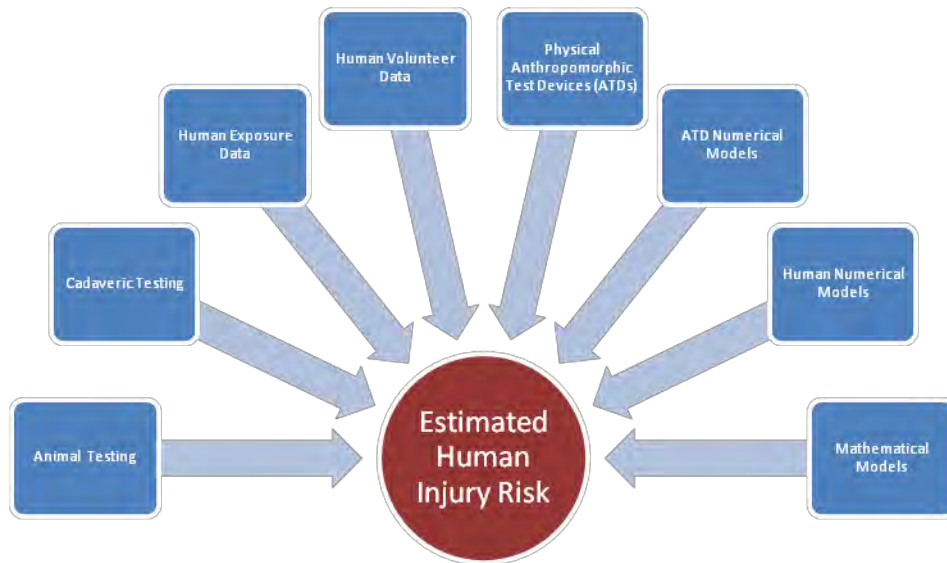 Human Volunteer
Data
Physical
Anthropomorphic
Test Devices (ATDs)
Human Exposure
Data
ATD Numerical
Models
Cadaveric Testing
Human Numerical
Models
Animal Testing
Estimated
Human
Injury Risk
Mathematical
Models